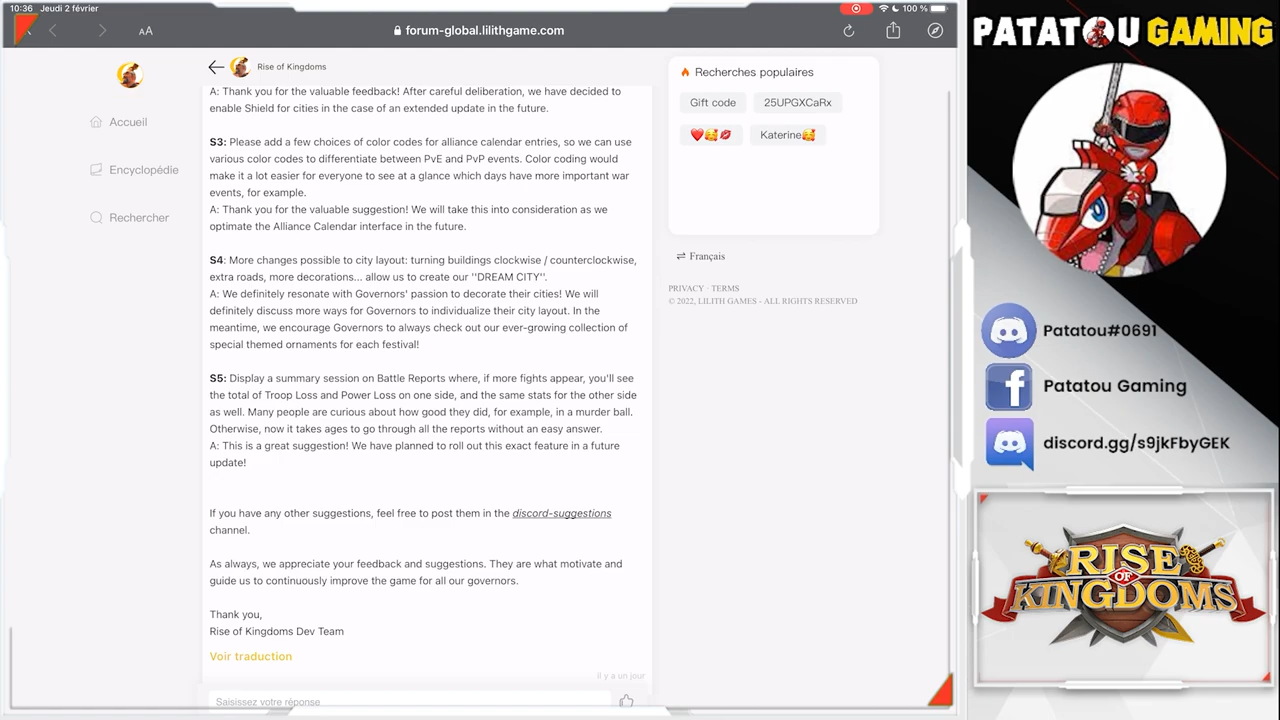 10:36 Jeudi 2 février
100 %
AA
forum-global.lilithgame.com
PATATOU GAMING
Rise of Kingdoms
Accueil
Encyclopédie
Rechercher
A: Thank you for the valuable feedback! After careful deliberation, we have decided to
enable Shield for cities in the case of an extended update in the future.
S3: Please add a few choices of color codes for alliance calendar entries, so we can use
various color codes to differentiate between PvE and PvP events. Color coding would
make it a lot easier for everyone to see at a glance which days have more important war
events, for example.
A: Thank you for the valuable suggestion! We will take this into consideration as we
optimate the Alliance Calendar interface in the future.
S4: More changes possible to city layout: turning buildings clockwise / counterclockwise,
extra roads, more decorations... allow us to create our ''DREAM CITY''.
A: We definitely resonate with Governors' passion to decorate their cities! We will
definitely discuss more ways for Governors to individualize their city layout. In the
meantime, we encourage Governors to always check out our ever-growing collection of
special themed ornaments for each festival!
S5: Display a summary session on Battle Reports where, if more fights appear, you'll see
the total of Troop Loss and Power Loss on one side, and the same stats for the other side
as well. Many people are curious about how good they did, for example, in a murder ball.
Otherwise, now it takes ages to go through all the reports without an easy answer.
A: This is a great suggestion! We have planned to roll out this exact feature in a future
update!
If you have any other suggestions, feel free to post them in the discord-suggestions
channel.
As always, we appreciate your feedback and suggestions. They are what motivate and
guide us to continuously improve the game for all our governors.
Thank you,
Rise of Kingdoms Dev Team
Voir traduction
il y a un jour
Saisissez votre réponse
🔥 Recherches populaires
Gift code
25UPGXCaRx
❤️🥰💋
Katerine🥰
Français
PRIVACY · TERMS
© 2022, LILITH GAMES - ALL RIGHTS RESERVED
Patatou#0691
Patatou Gaming
discord.gg/s9jkFbyGEK
RISE
OF
KINGDOMS